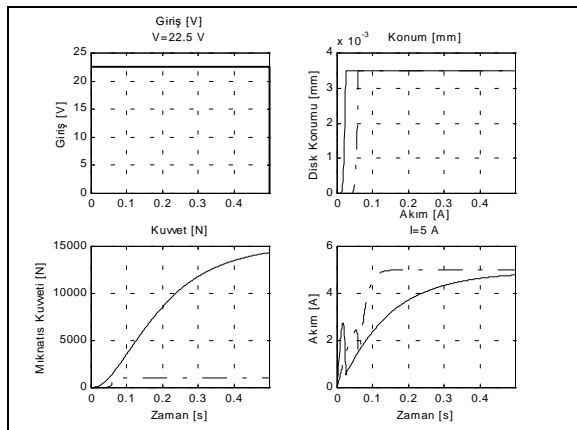 Giriş [V]
V=22.5 V
25
20
15
10
5
0
Giriş [V]
0 0.1 0.2 0.3 0.4
x 10⁻³
Konum [mm]
4
3
2
1
0
Disk Konumu [mm]
0 0.1 0.2 0.3 0.4
Akım [A]
Kuvvet [N]
15000
10000
5000
0
Mıknatıs Kuvveti [N]
0 0.1 0.2 0.3 0.4
Zaman [s]
I=5 A
6
4
2
0
Akım [A]
0 0.1 0.2 0.3 0.4
Zaman [s]